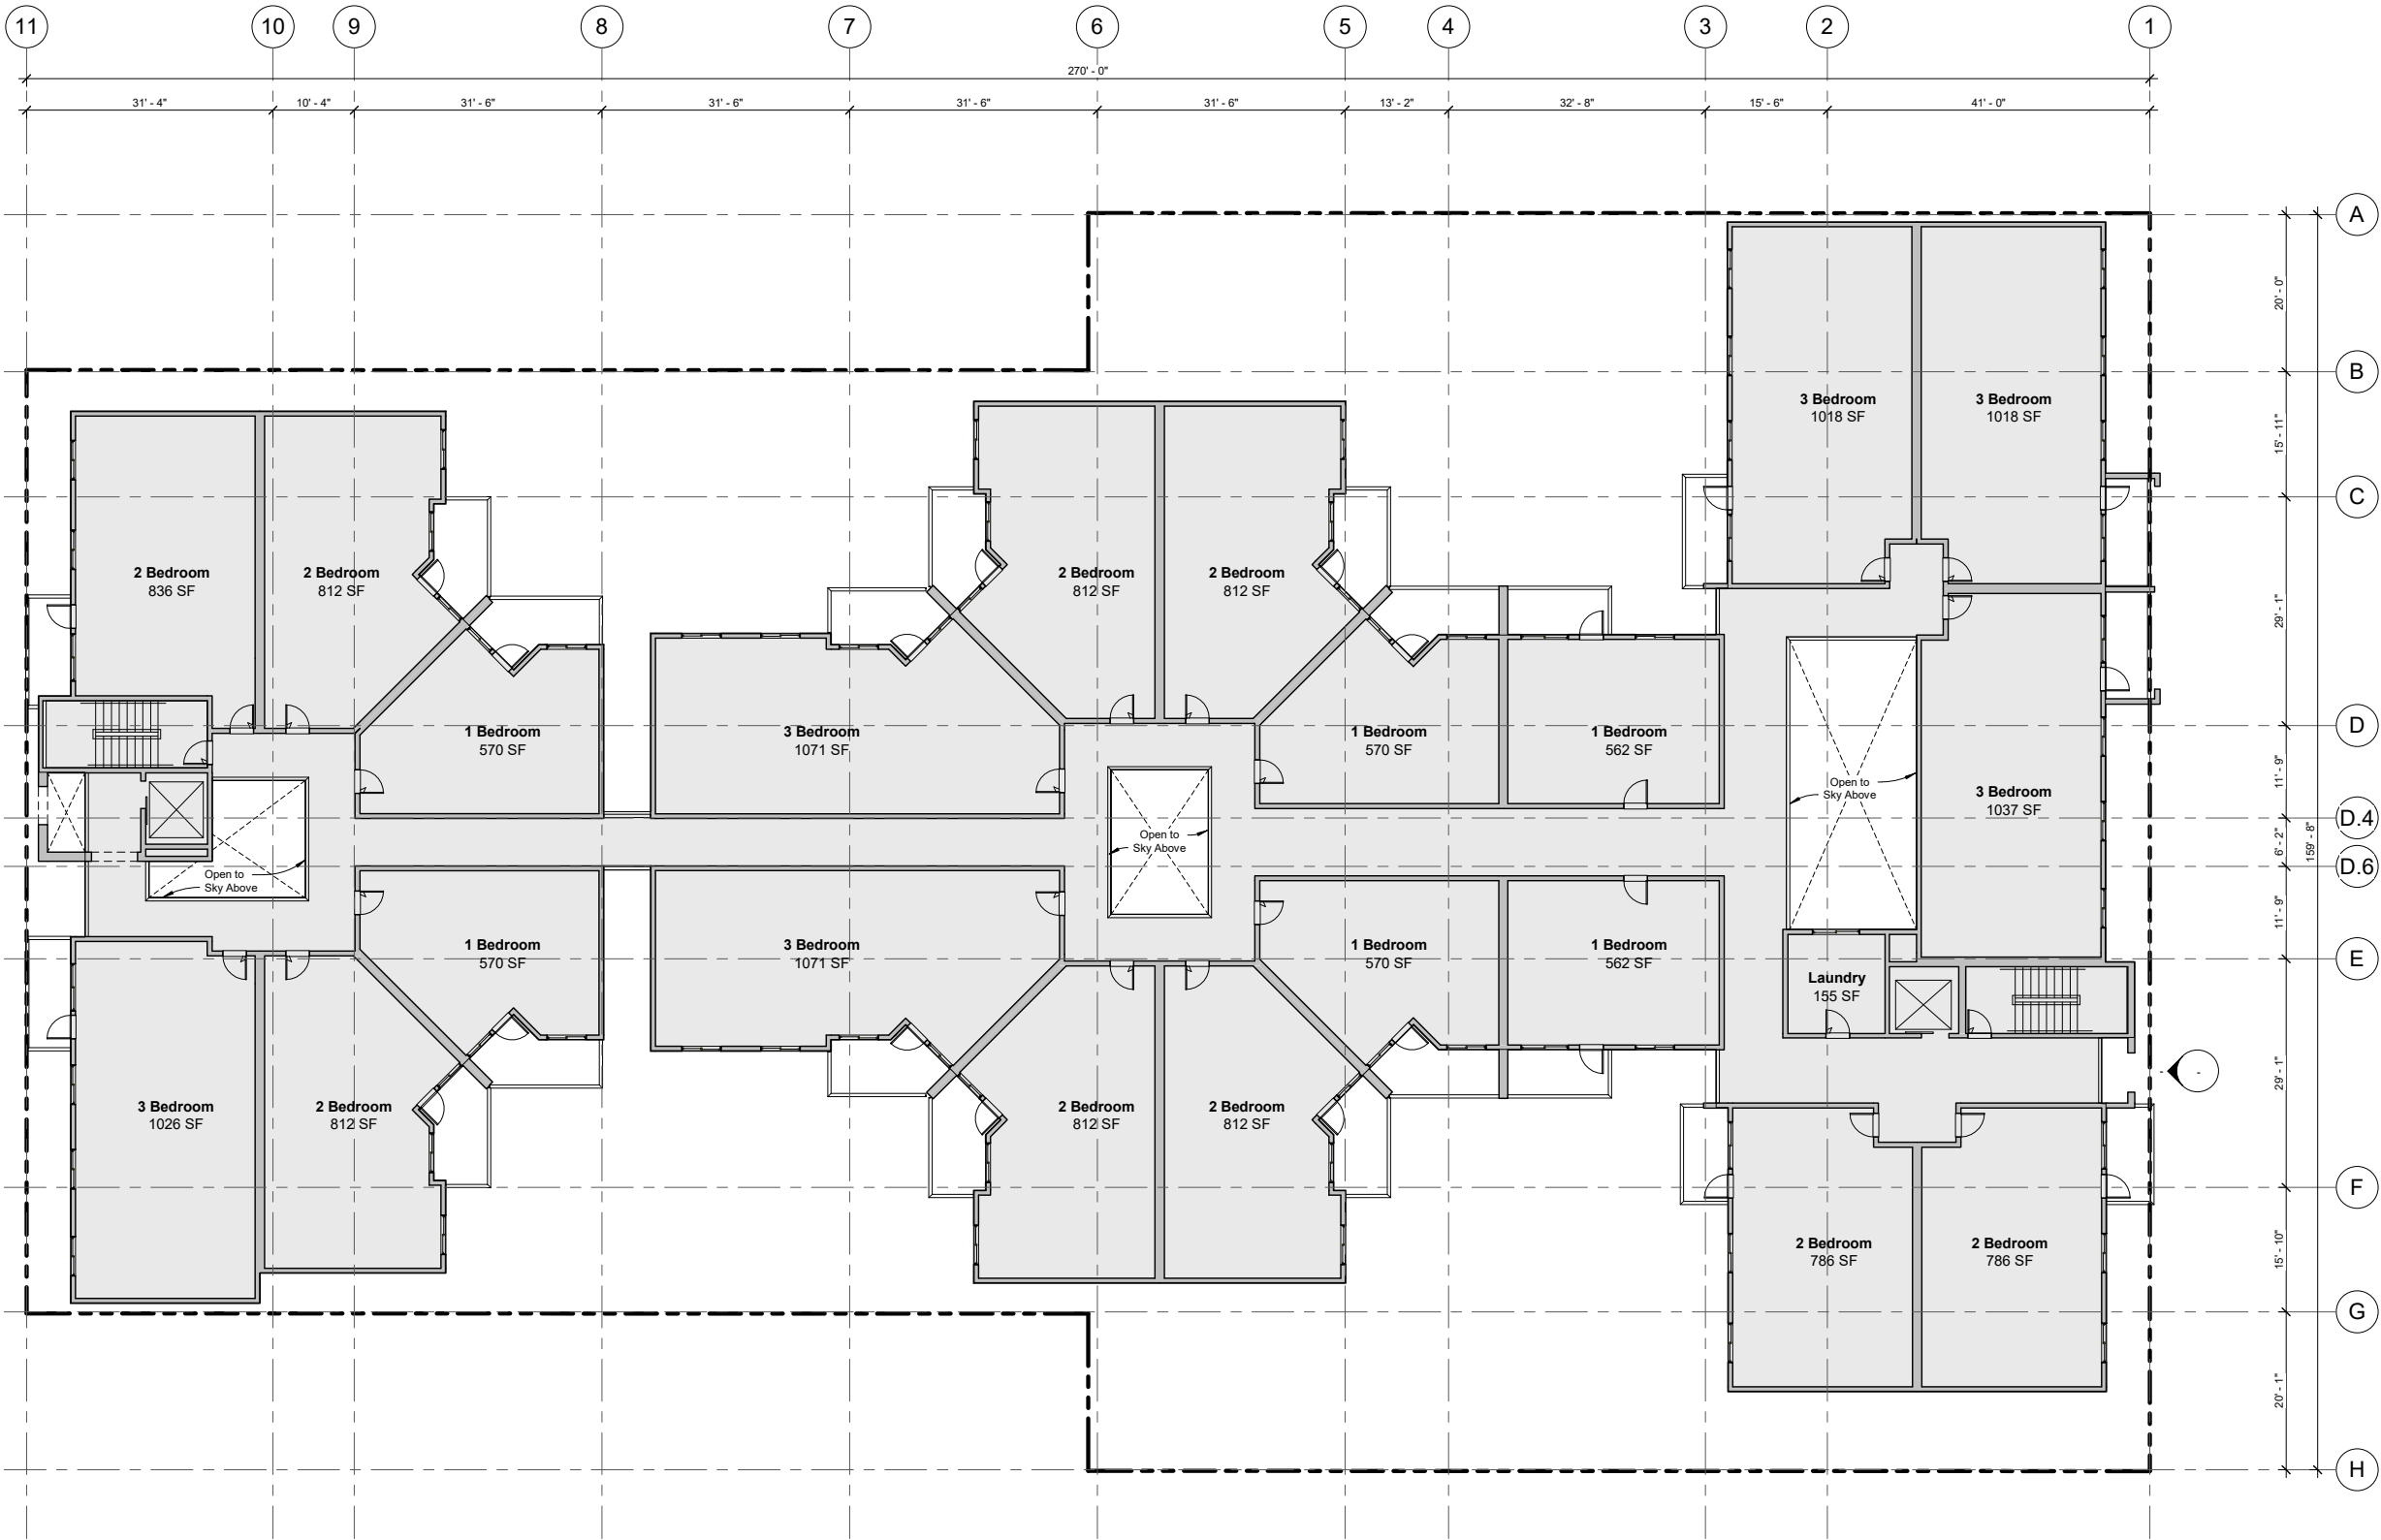 11 10 9 8 7 6 5 4 3 2 1
270' - 0"
31' - 4" 10' - 4" 31' - 6" 31' - 6" 31' - 6" 31' - 6" 13' - 2" 32' - 8" 15' - 6" 41' - 0"
A
20' - 0"
B
15' - 11"
C
29' - 1"
D
11' - 9"
D.4
6' - 2"
159' - 8"
D.6
11' - 9"
E
29' - 1"
F
15' - 10"
G
20' - 1"
H
3 Bedroom
1018 SF
3 Bedroom
1018 SF
2 Bedroom
836 SF
2 Bedroom
812 SF
2 Bedroom
812 SF
2 Bedroom
812 SF
1 Bedroom
570 SF
3 Bedroom
1071 SF
1 Bedroom
570 SF
1 Bedroom
562 SF
3 Bedroom
1037 SF
Open to
Sky Above
Open to
Sky Above
Open to
Sky Above
1 Bedroom
570 SF
3 Bedroom
1071 SF
1 Bedroom
570 SF
1 Bedroom
562 SF
Laundry
155 SF
3 Bedroom
1026 SF
2 Bedroom
812 SF
2 Bedroom
812 SF
2 Bedroom
812 SF
- -
2 Bedroom
786 SF
2 Bedroom
786 SF